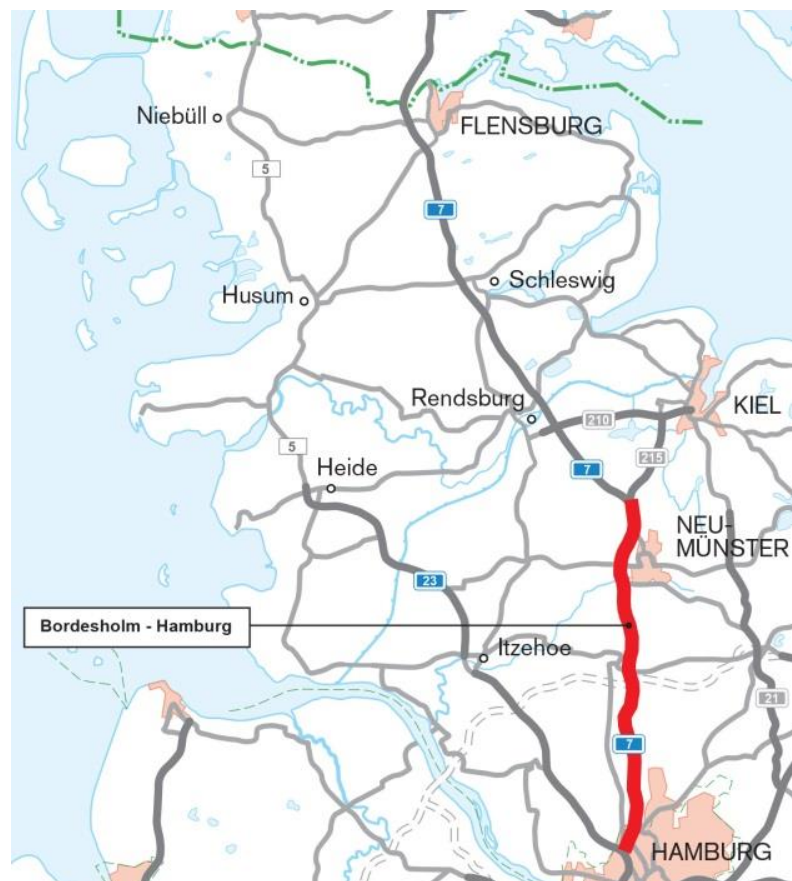 Niebüll
FLENSBURG
5
7
Schleswig
Husum
Rendsburg
KIEL
210
5
215
7
Heide
NEU-
MÜNSTER
23
Bordesholm - Hamburg
Itzehoe
21
7
HAMBURG